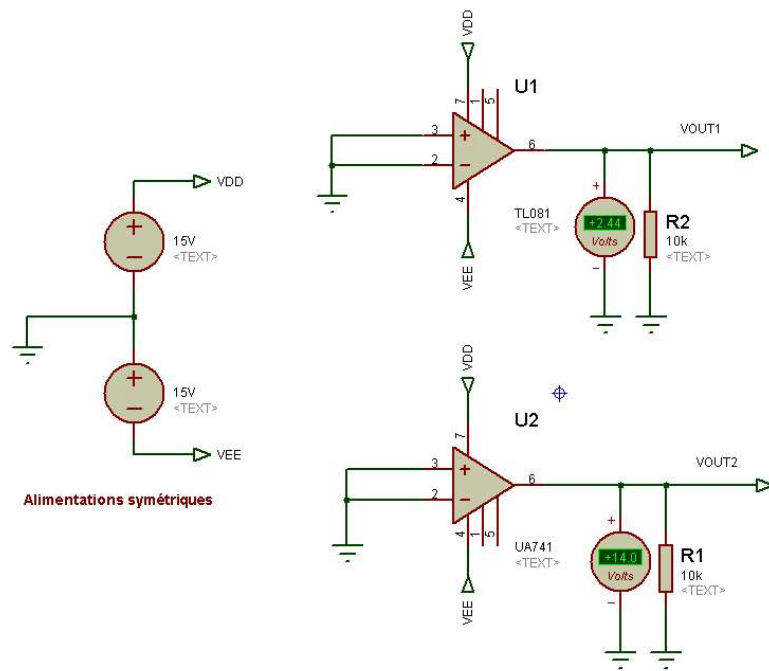 VDD
15V
<TEXT>
15V
<TEXT>
VEE
Alimentations symétriques
VDD
U1
7
1
5
3
2
6
4
VOUT1
TL081
<TEXT>
+2.44
Volts
R2
10k
<TEXT>
VEE
VDD
U2
7
3
2
6
4
1
5
VOUT2
UA741
<TEXT>
+14.0
Volts
R1
10k
<TEXT>
VEE